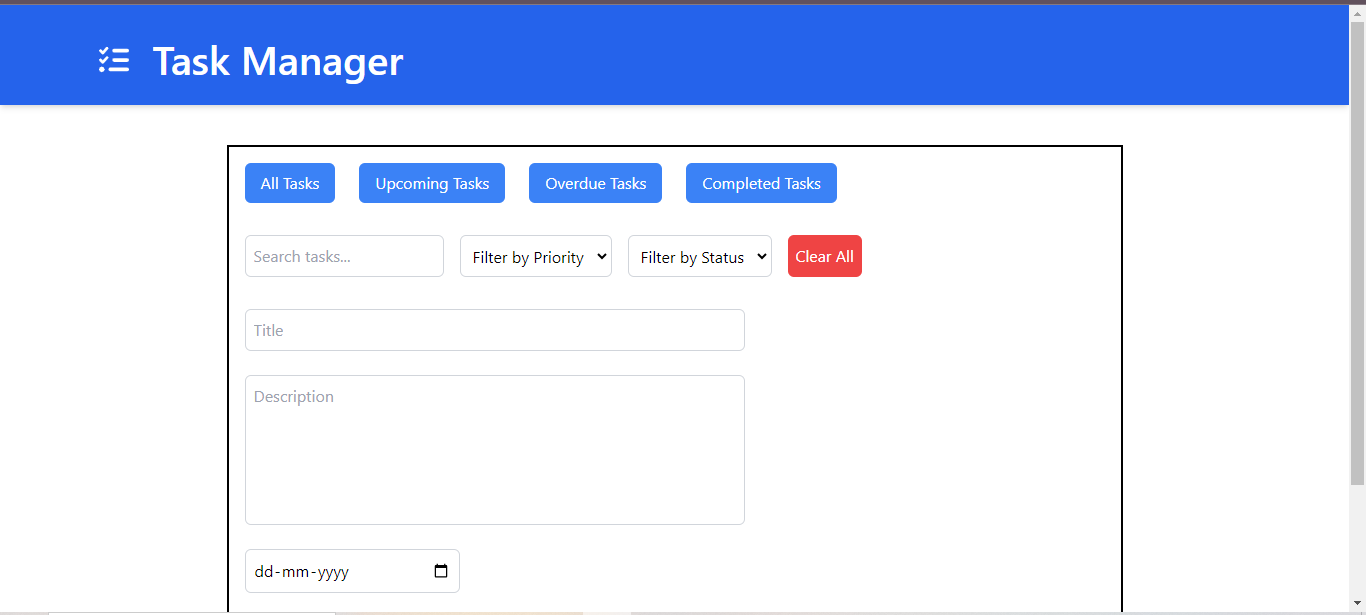 Task Manager
All Tasks Upcoming Tasks Overdue Tasks Completed Tasks
Search tasks... Filter by Priority Filter by Status Clear All
Title
Description
dd-mm-yyyy